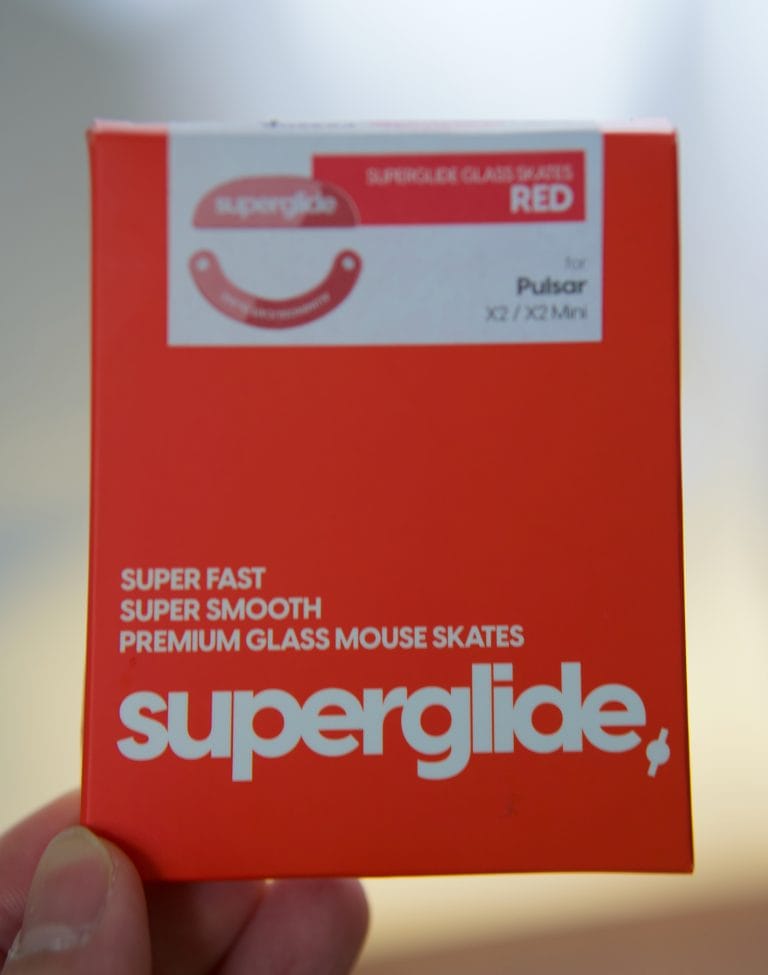 SUPERGLIDE GLASS SKATES
RED
superglide
for
Pulsar
X2 / X2 Mini
SUPER FAST
SUPER SMOOTH
PREMIUM GLASS MOUSE SKATES
superglide